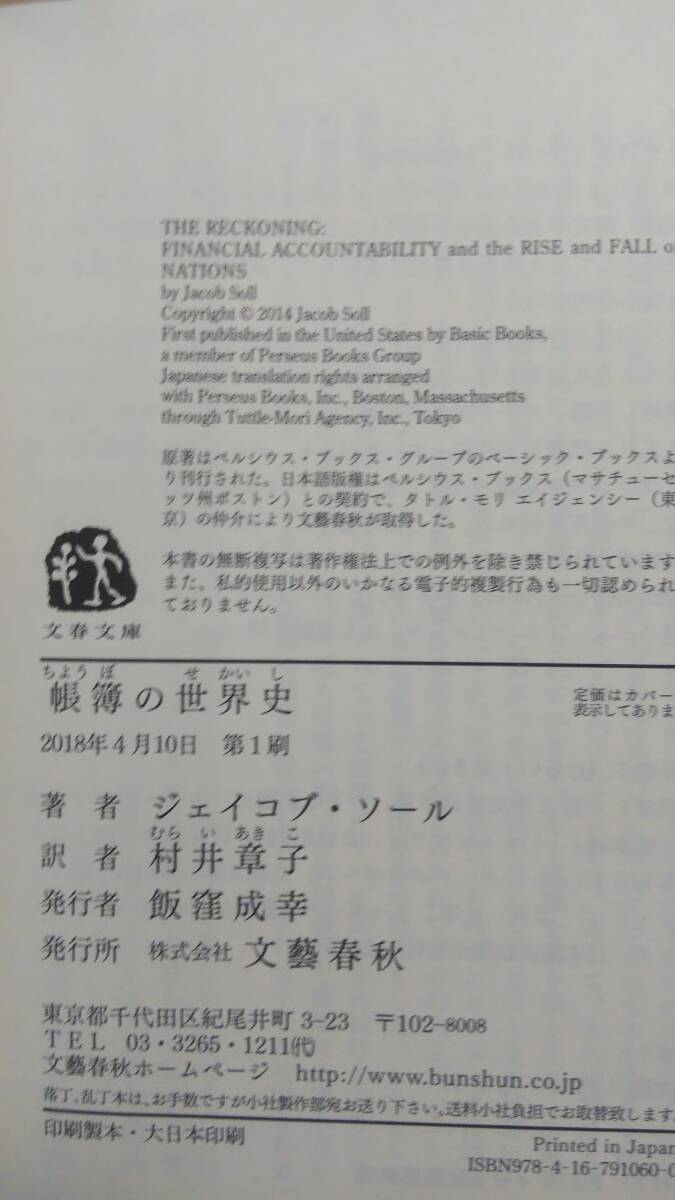 THE RECKONING:
FINANCIAL ACCOUNTABILITY and the RISE and FALL o
NATIONS
by Jacob Soll
Copyright © 2014 Jacob Soll
First published in the United States by Basic Books,
a member of Perseus Books Group
Japanese translation rights arranged
with Perseus Books, Inc., Boston, Massachusetts
through Tuttle-Mori Agency, Inc., Tokyo
原著はペルシウス・ブックス・グループのベーシック・ブックスよ
り刊行された。日本語版権はペルシウス・ブックス（マサチューセ
ッツ州ボストン）との契約で、タトル・モリ エイジェンシー（東
京）の仲介により文藝春秋が取得した。
本書の無断複写は著作権法上での例外を除き禁じられています
また、私的使用以外のいかなる電子的複製行為も一切認められ
ておりません。
文春文庫
ちょうぼ せかいし
帳簿の世界史
定価はカバー
表示してありま
2018年4月10日 第1刷
著者 ジェイコブ・ソール
むらいあきこ
訳者 村井章子
発行者 飯窪成幸
発行所 株式会社 文藝春秋
東京都千代田区紀尾井町 3-23 〒102-8008
TEL 03・3265・1211㈹
文藝春秋ホームページ http://www.bunshun.co.jp
落丁、乱丁本は、お手数ですが小社製作部宛お送り下さい。送料小社負担でお取替致します。
印刷製本・大日本印刷
Printed in Japan
ISBN978-4-16-791060-0